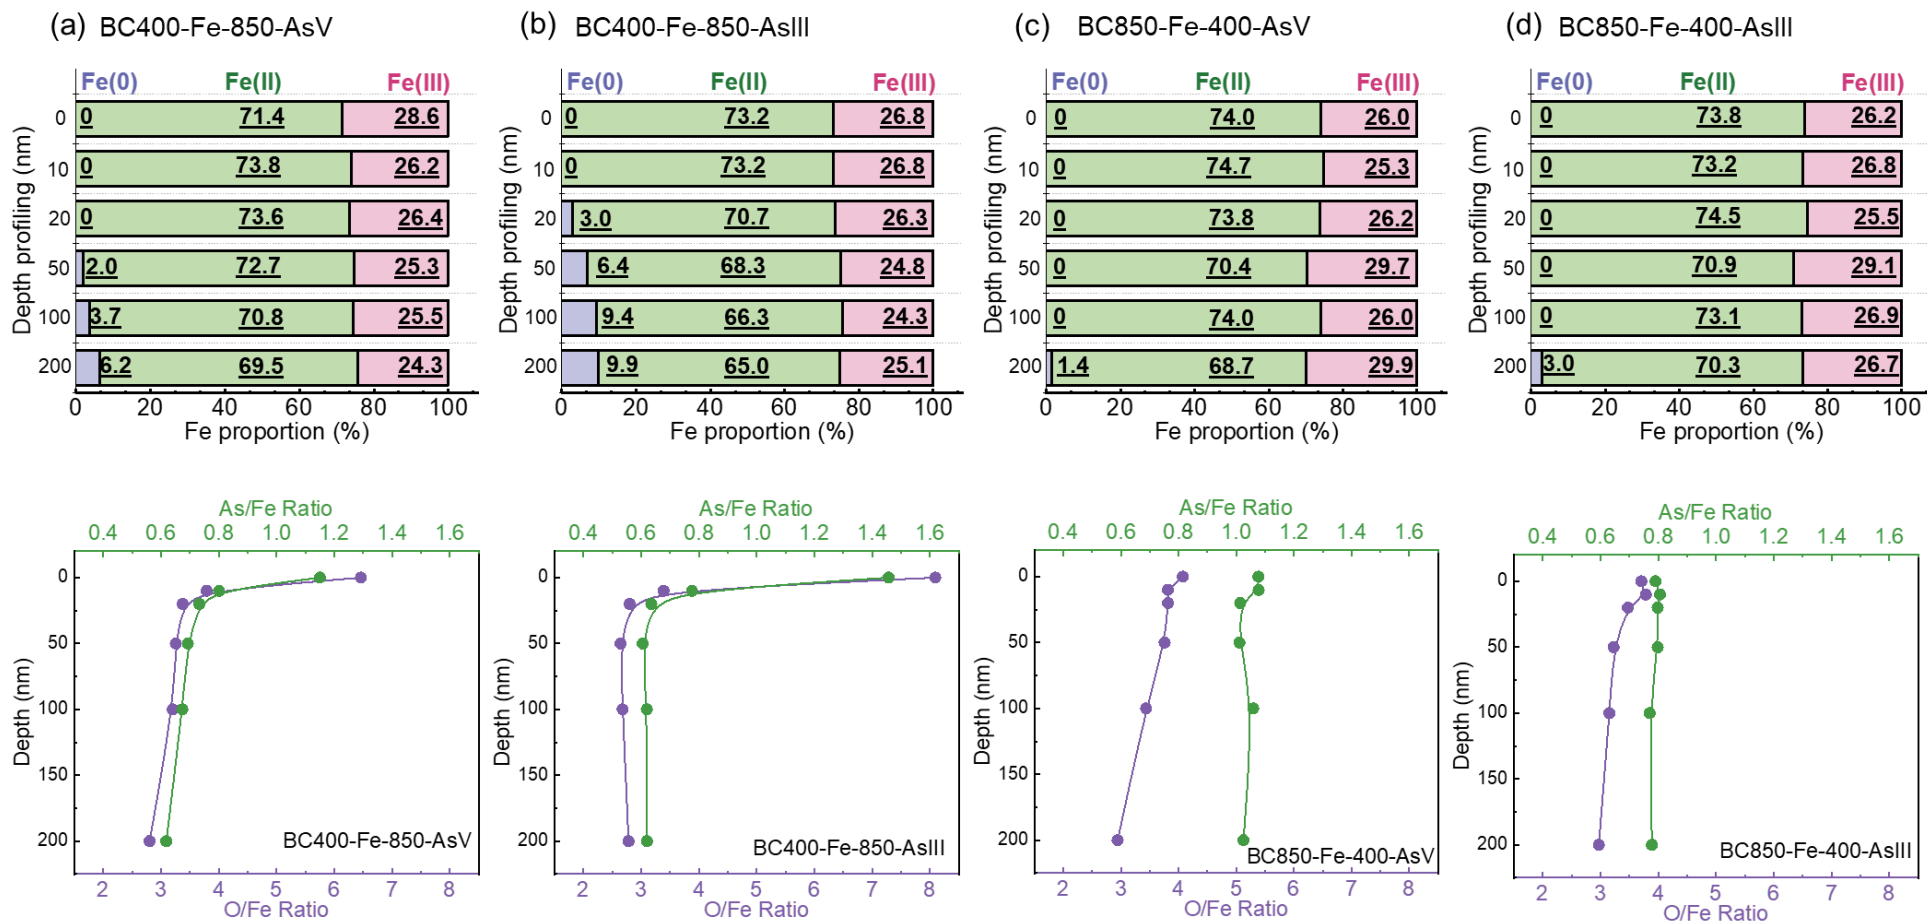 (a) BC400-Fe-850-AsV
Fe(0) Fe(II) Fe(III)
Depth profiling (nm)
0 0 71.4 28.6
10 0 73.8 26.2
20 0 73.6 26.4
50 2.0 72.7 25.3
100 3.7 70.8 25.5
200 6.2 69.5 24.3
0 20 40 60 80 100
Fe proportion (%)
(b) BC400-Fe-850-AsIII
Fe(0) Fe(II) Fe(III)
Depth profiling (nm)
0 0 73.2 26.8
10 0 73.2 26.8
20 3.0 70.7 26.3
50 6.4 68.3 24.8
100 9.4 66.3 24.3
200 9.9 65.0 25.1
0 20 40 60 80 100
Fe proportion (%)
(c) BC850-Fe-400-AsV
Fe(0) Fe(II) Fe(III)
Depth profiling (nm)
0 0 74.0 26.0
10 0 74.7 25.3
20 0 73.8 26.2
50 0 70.4 29.7
100 0 74.0 26.0
200 1.4 68.7 29.9
0 20 40 60 80 100
Fe proportion (%)
(d) BC850-Fe-400-AsIII
Fe(0) Fe(II) Fe(III)
Depth profiling (nm)
0 0 73.8 26.2
10 0 73.2 26.8
20 0 74.5 25.5
50 0 70.9 29.1
100 0 73.1 26.9
200 3.0 70.3 26.7
0 20 40 60 80 100
Fe proportion (%)
As/Fe Ratio
0.4 0.6 0.8 1.0 1.2 1.4 1.6
Depth (nm)
0
50
100
150
200
BC400-Fe-850-AsV
2 3 4 5 6 7 8
O/Fe Ratio
As/Fe Ratio
0.4 0.6 0.8 1.0 1.2 1.4 1.6
Depth (nm)
0
50
100
150
200
BC400-Fe-850-AsIII
2 3 4 5 6 7 8
O/Fe Ratio
As/Fe Ratio
0.4 0.6 0.8 1.0 1.2 1.4 1.6
Depth (nm)
0
50
100
150
200
BC850-Fe-400-AsV
2 3 4 5 6 7 8
O/Fe Ratio
As/Fe Ratio
0.4 0.6 0.8 1.0 1.2 1.4 1.6
Depth (nm)
0
50
100
150
200
BC850-Fe-400-AsIII
2 3 4 5 6 7 8
O/Fe Ratio